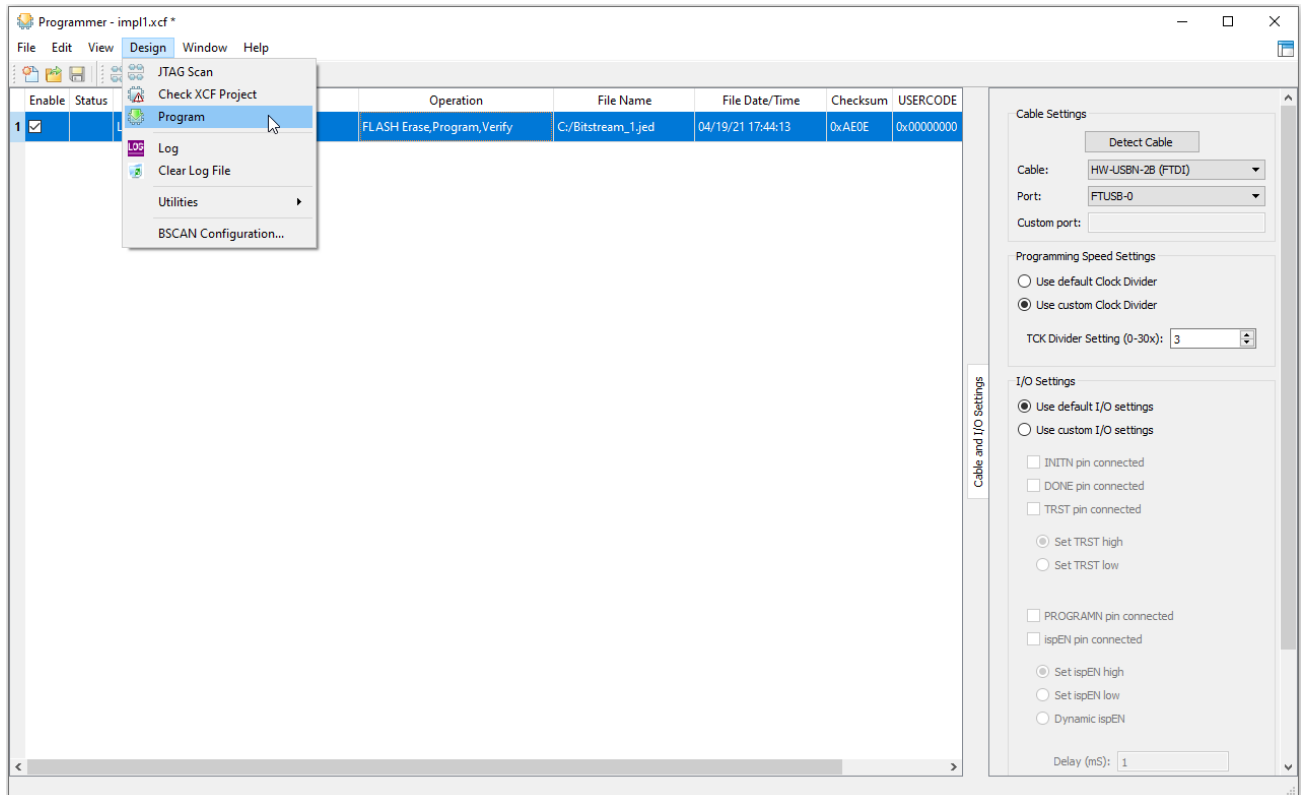 Programmer - impl1.xcf *
File Edit View Design Window Help
JTAG Scan
Check XCF Project
Program
LOG Log
Clear Log File
Utilities
BSCAN Configuration...
Enable Status Operation File Name File Date/Time Checksum USERCODE
1 L FLASH Erase,Program,Verify C:/Bitstream_1.jed 04/19/21 17:44:13 0xAE0E 0x00000000
Cable and I/O Settings
Cable Settings
Detect Cable
Cable: HW-USBN-2B (FTDI)
Port: FTUSB-0
Custom port:
Programming Speed Settings
Use default Clock Divider
Use custom Clock Divider
TCK Divider Setting (0-30x): 3
I/O Settings
Use default I/O settings
Use custom I/O settings
INITN pin connected
DONE pin connected
TRST pin connected
Set TRST high
Set TRST low
PROGRAMN pin connected
ispEN pin connected
Set ispEN high
Set ispEN low
Dynamic ispEN
Delay (mS): 1